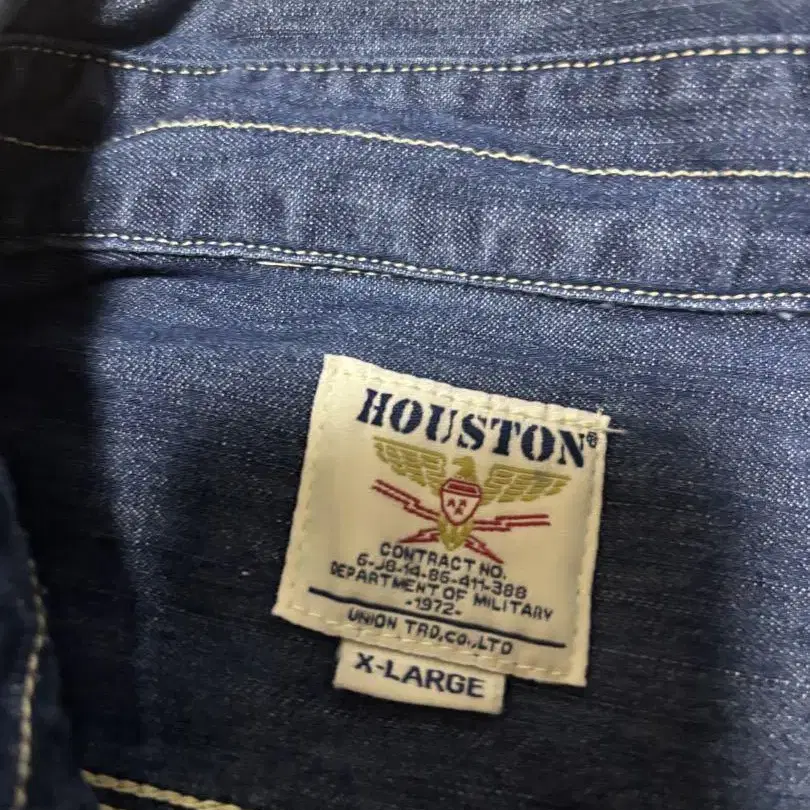 HOUSTON®
CONTRACT NO.
6-J8-14-86-411-388
DEPARTMENT OF MILITARY
-1972-
UNION TRD,CO.,LTD
X-LARGE